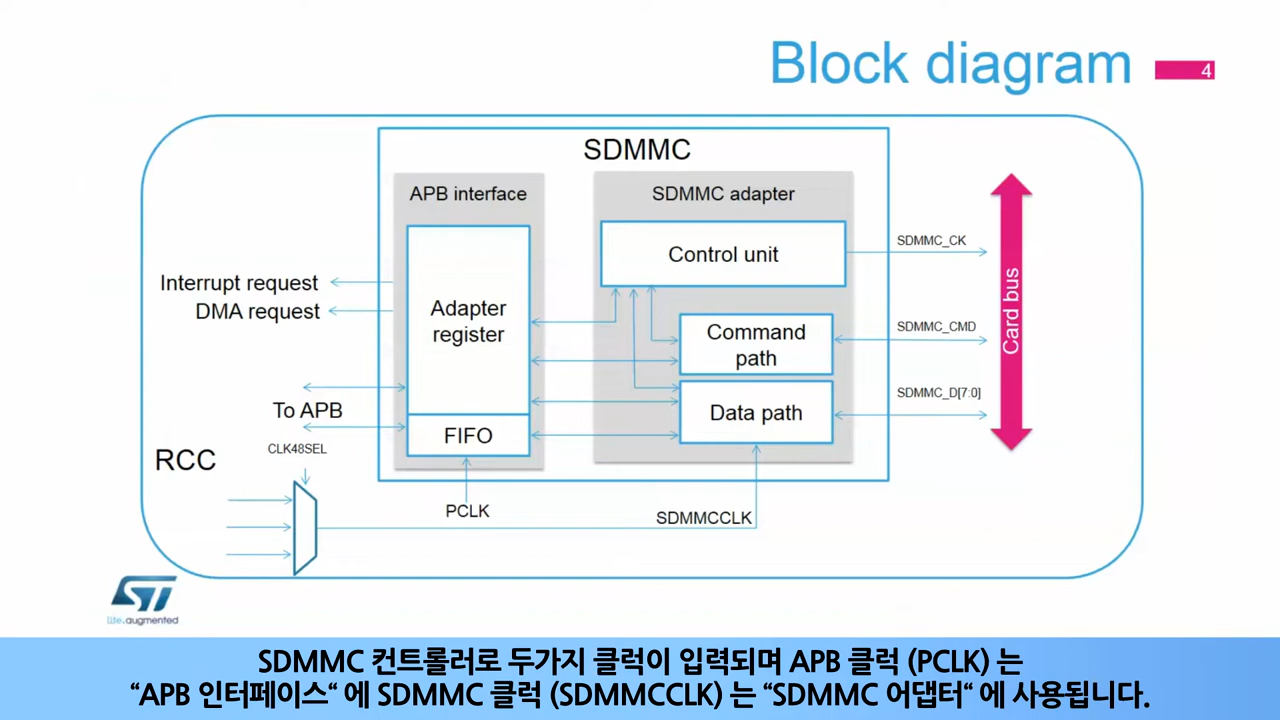 Block diagram
4
SDMMC
APB interface
SDMMC adapter
Control unit
SDMMC_CK
Interrupt request
DMA request
Adapter
register
Command
path
SDMMC_CMD
Card bus
To APB
Data path
SDMMC_D[7:0]
FIFO
CLK48SEL
RCC
PCLK
SDMMCCLK
ST
life.augmented
SDMMC 컨트롤러로 두가지 클럭이 입력되며 APB 클럭 (PCLK) 는
“APB 인터페이스“ 에 SDMMC 클럭 (SDMMCCLK) 는 “SDMMC 어댑터“ 에 사용됩니다.